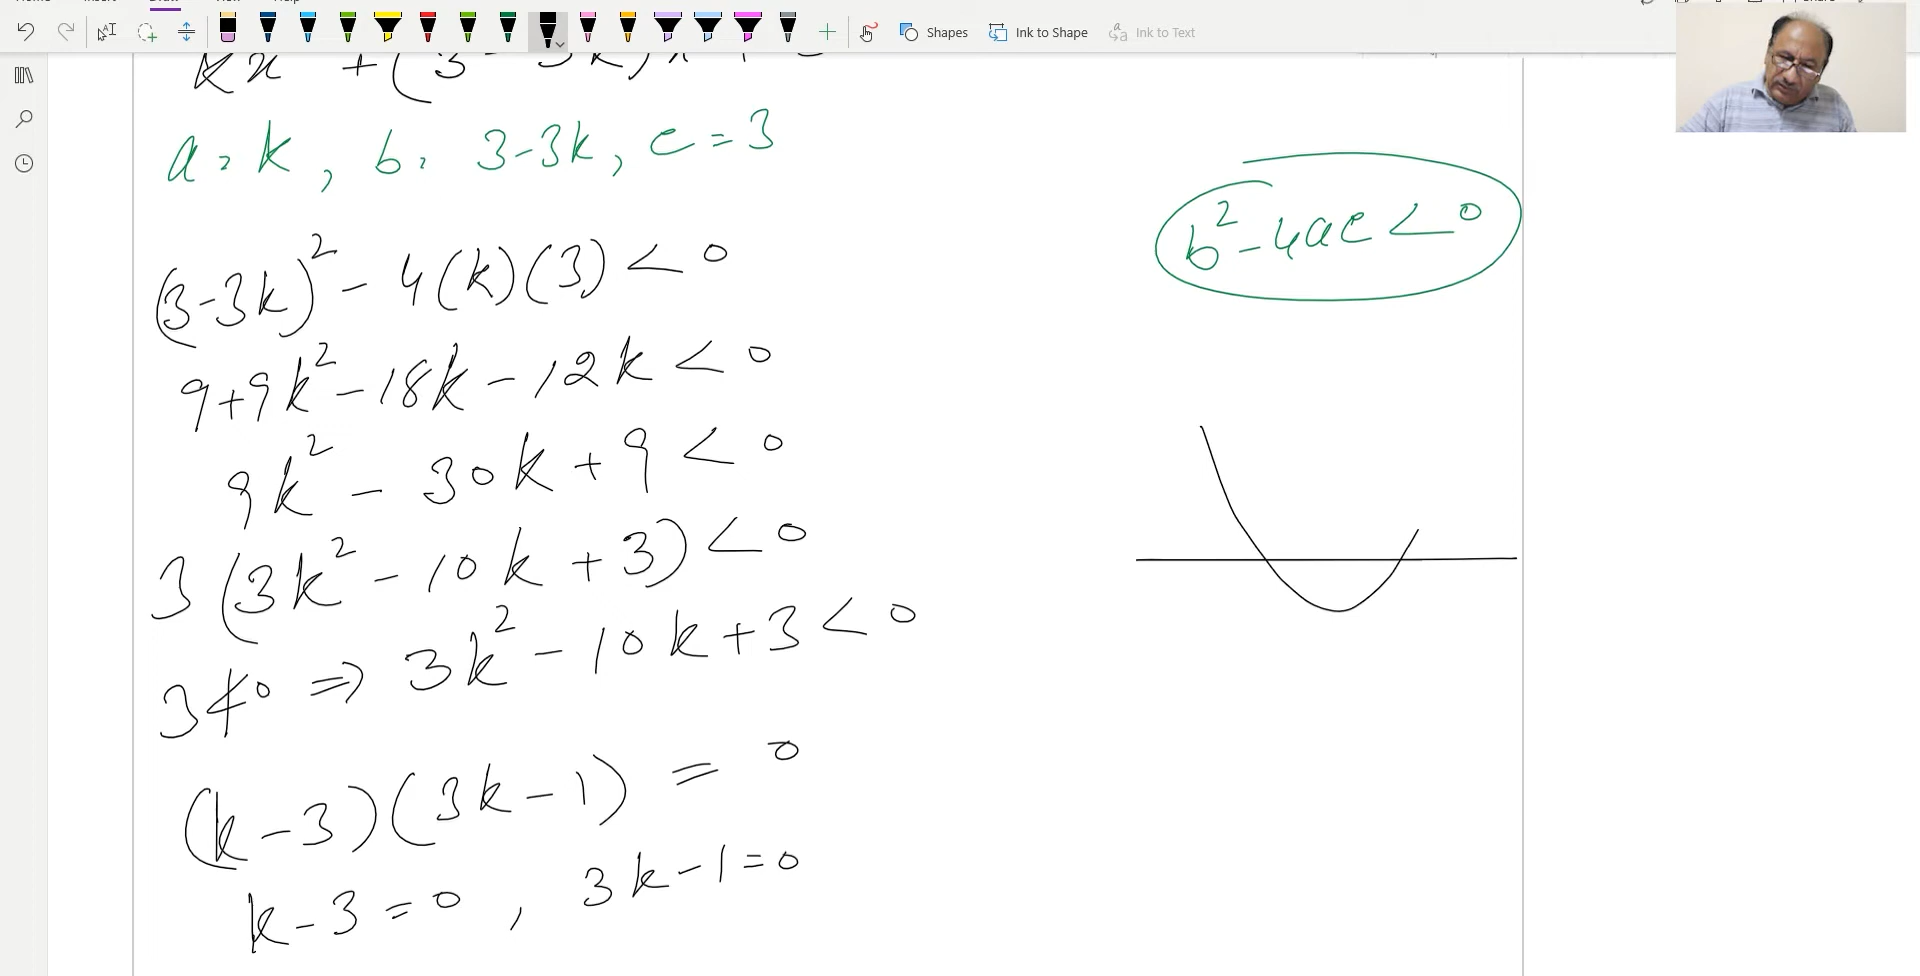 Shapes Ink to Shape Ink to Text
a = k, b = 3-3k, c = 3
b² - 4ac < 0
(3-3k)² - 4(k)(3) < 0
9+9k² - 18k - 12k < 0
9k² - 30k + 9 < 0
3(3k² - 10k + 3) < 0
3 ≮ 0 ⇒ 3k² - 10k + 3 < 0
(k-3)(3k-1) = 0
k-3 = 0 , 3k-1 = 0